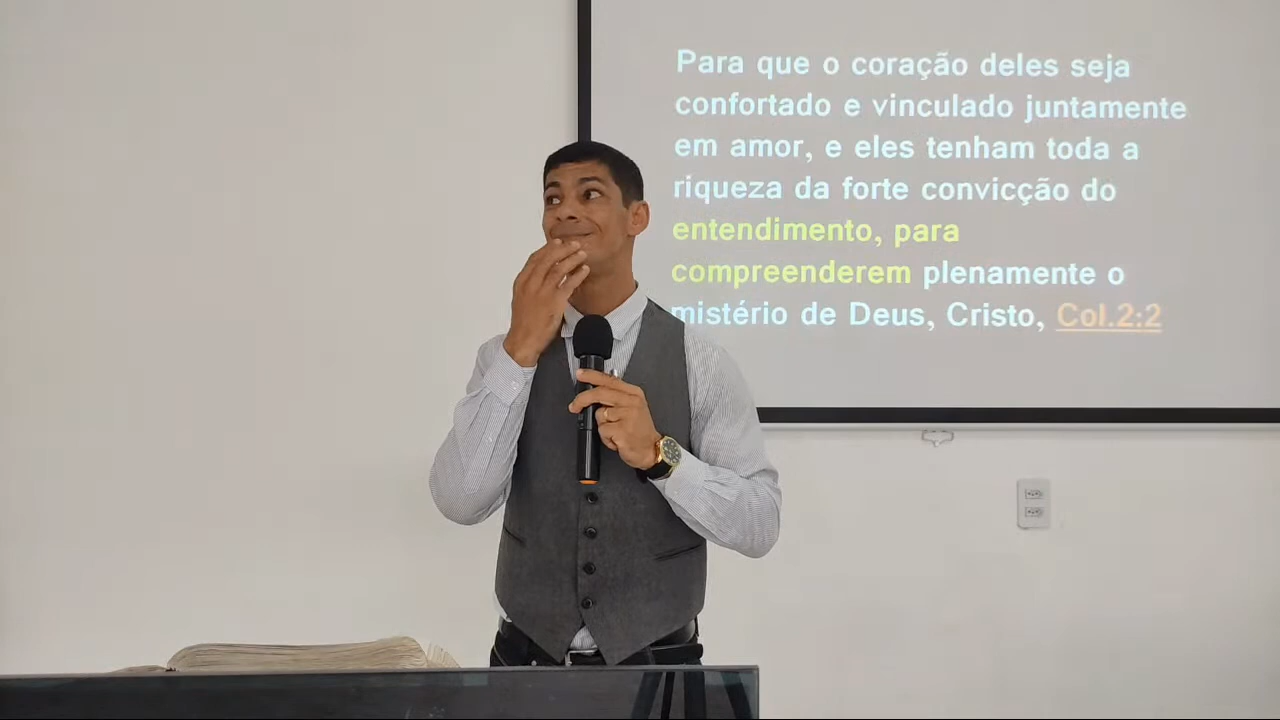 Para que o coração deles seja
confortado e vinculado juntamente
em amor, e eles tenham toda a
riqueza da forte convicção do
entendimento, para
compreenderem plenamente o
mistério de Deus, Cristo, Col.2:2